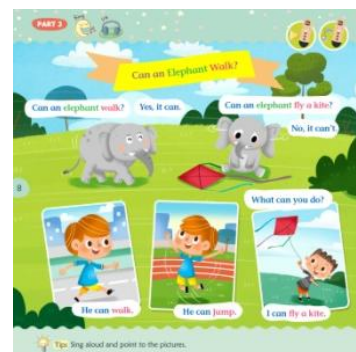 PART 3
Can an Elephant Walk?
Can an elephant walk?
Yes, it can.
Can an elephant fly a kite?
No, it can't.
8
What can you do?
He can walk.
He can jump.
I can fly a kite.
Tips Sing aloud and point to the pictures.